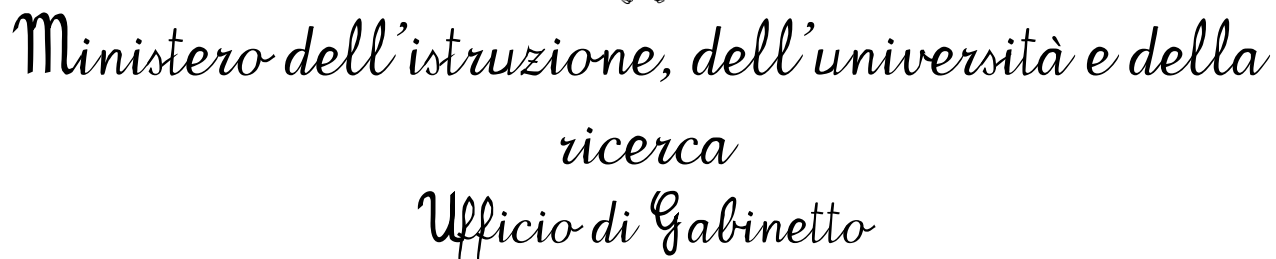 Ministero dell'istruzione, dell'università e della
ricerca
Ufficio di Gabinetto